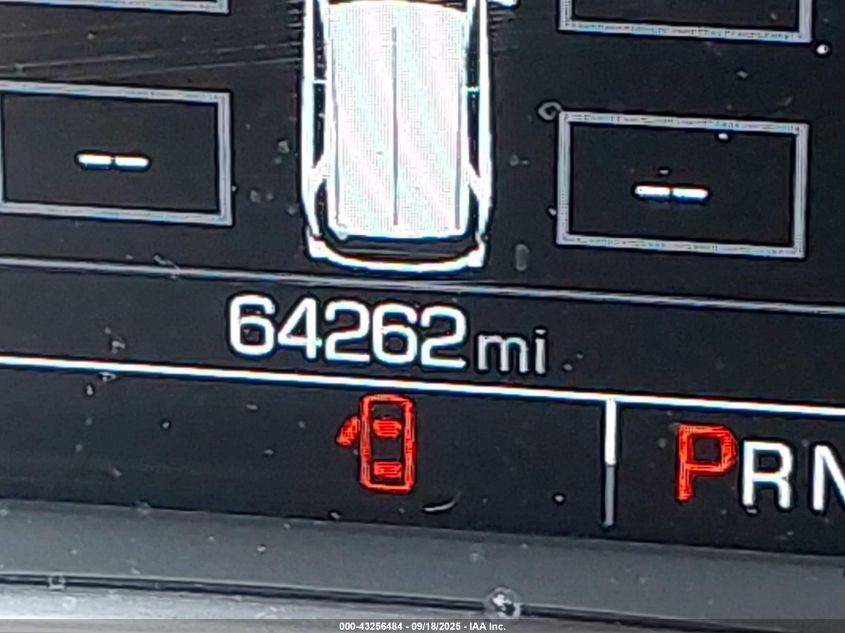 -- --
64262 mi
PRN
000-43256484 - 09/18/2025 - IAA Inc.